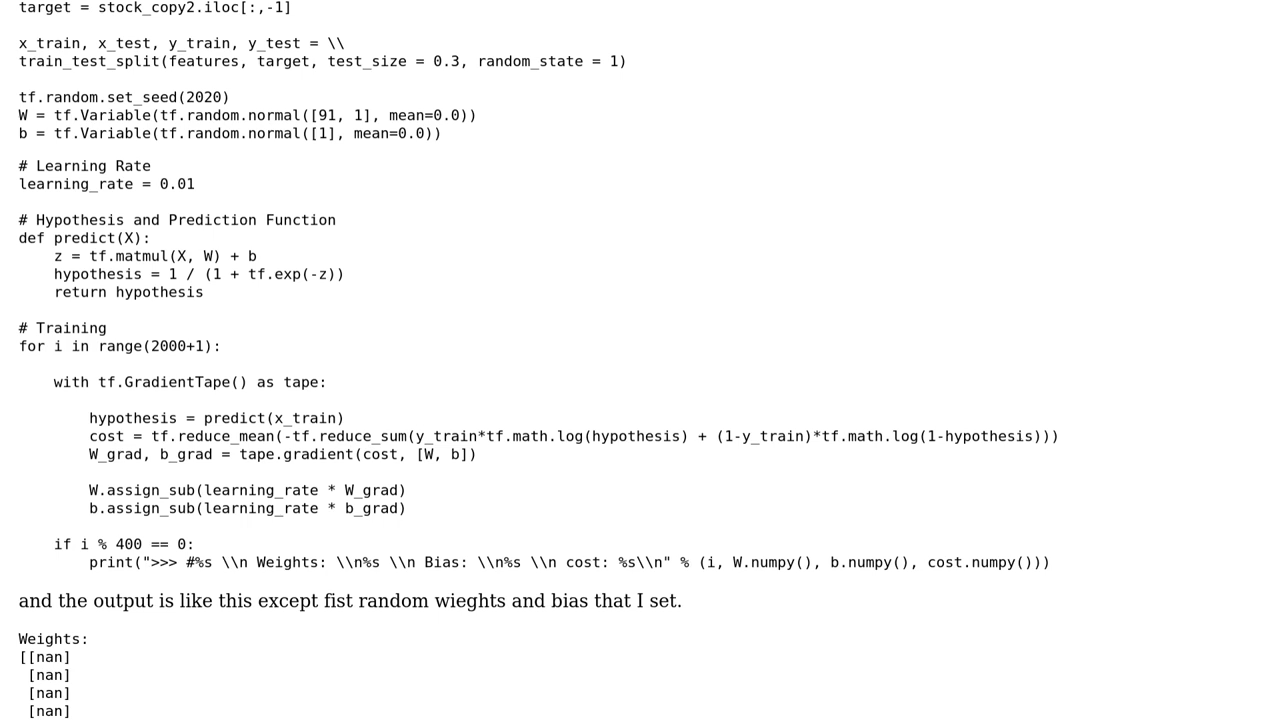 target = stock_copy2.iloc[:,-1]
x_train, x_test, y_train, y_test = \\
train_test_split(features, target, test_size = 0.3, random_state = 1)
tf.random.set_seed(2020)
W = tf.Variable(tf.random.normal([91, 1], mean=0.0))
b = tf.Variable(tf.random.normal([1], mean=0.0))
# Learning Rate
learning_rate = 0.01
# Hypothesis and Prediction Function
def predict(X):
    z = tf.matmul(X, W) + b
    hypothesis = 1 / (1 + tf.exp(-z))
    return hypothesis
# Training
for i in range(2000+1):
    with tf.GradientTape() as tape:
        hypothesis = predict(x_train)
        cost = tf.reduce_mean(-tf.reduce_sum(y_train*tf.math.log(hypothesis) + (1-y_train)*tf.math.log(1-hypothesis)))
        W_grad, b_grad = tape.gradient(cost, [W, b])
        W.assign_sub(learning_rate * W_grad)
        b.assign_sub(learning_rate * b_grad)
    if i % 400 == 0:
        print(">>> #%s \\n Weights: \\n%s \\n Bias: \\n%s \\n cost: %s\\n" % (i, W.numpy(), b.numpy(), cost.numpy()))
and the output is like this except fist random wieghts and bias that I set.
Weights:
[[nan]
 [nan]
 [nan]
 [nan]